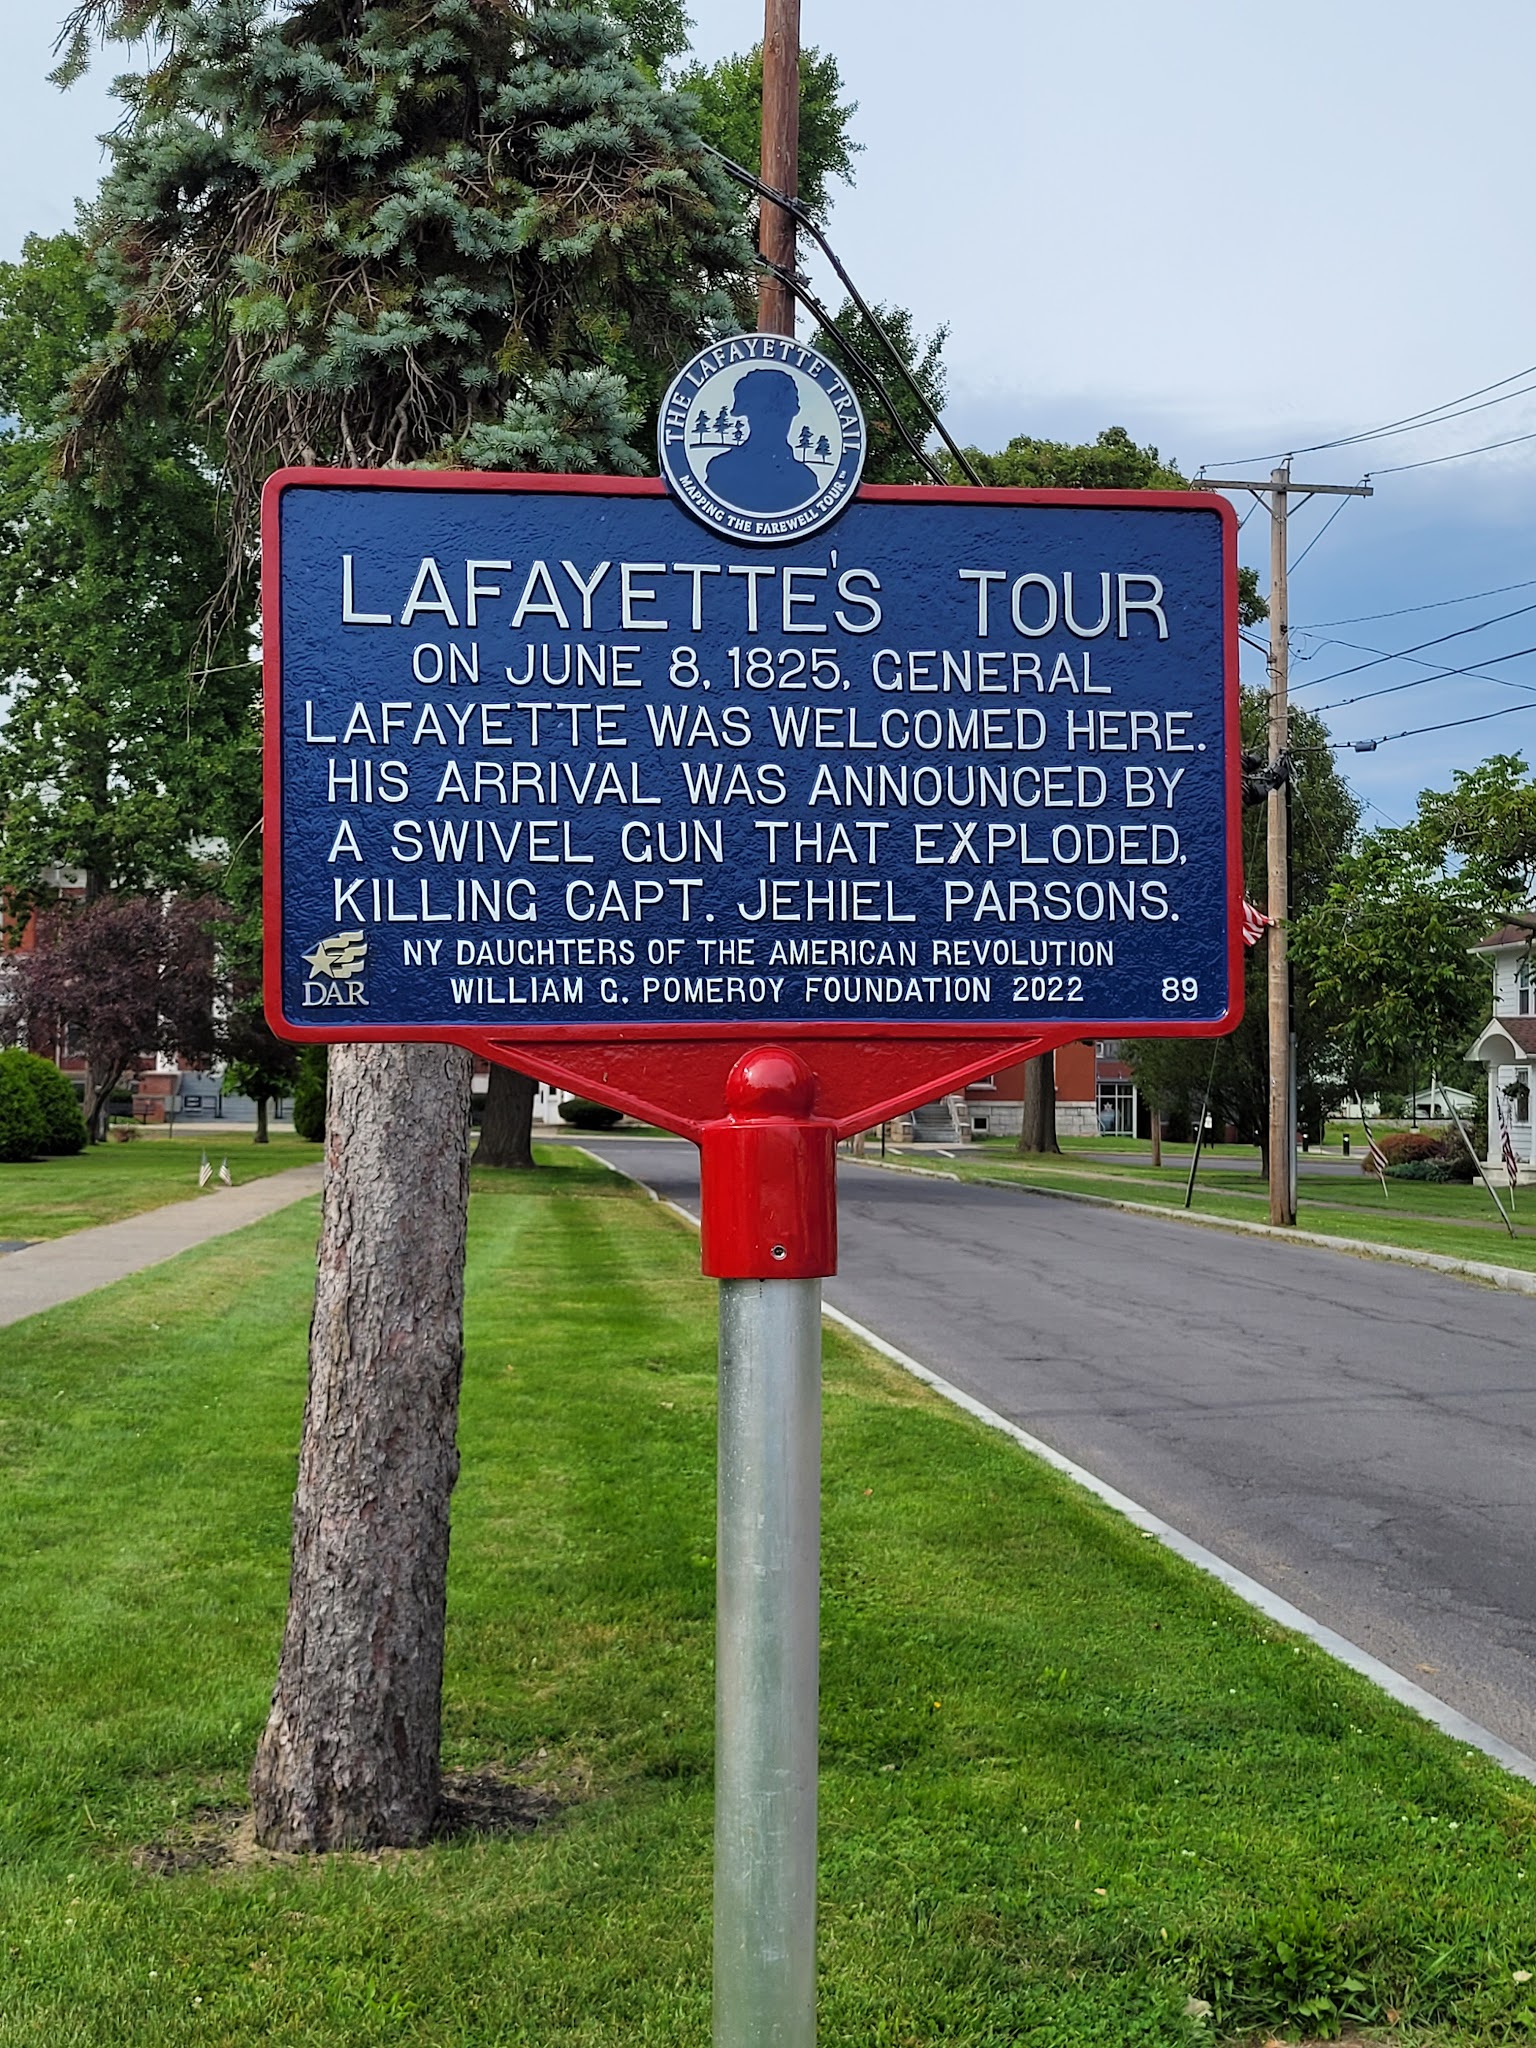 THE LAFAYETTE TRAIL
MAPPING THE FAREWELL TOUR™
LAFAYETTE'S TOUR
ON JUNE 8, 1825, GENERAL
LAFAYETTE WAS WELCOMED HERE.
HIS ARRIVAL WAS ANNOUNCED BY
A SWIVEL GUN THAT EXPLODED,
KILLING CAPT. JEHIEL PARSONS.
NY DAUGHTERS OF THE AMERICAN REVOLUTION
DAR WILLIAM G. POMEROY FOUNDATION 2022 89